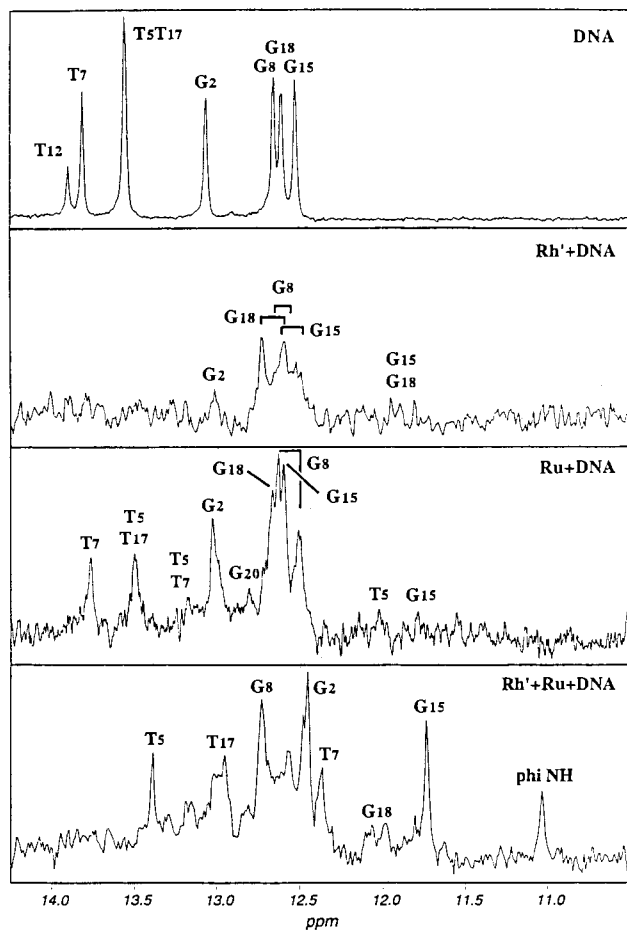 DNA
T5T17
G18
T7
G2
G8
G15
T12
Rh'+DNA
G8
G18
G15
G2
G15
G18
Ru+DNA
G8
G18
G15
G2
T5
T7
T17
T5
T7
G20
T5
G15
Rh'+Ru+DNA
G8
G2
G15
T5
T17
T7
phi NH
G18
14.0 13.5 13.0 12.5 12.0 11.5 11.0
ppm